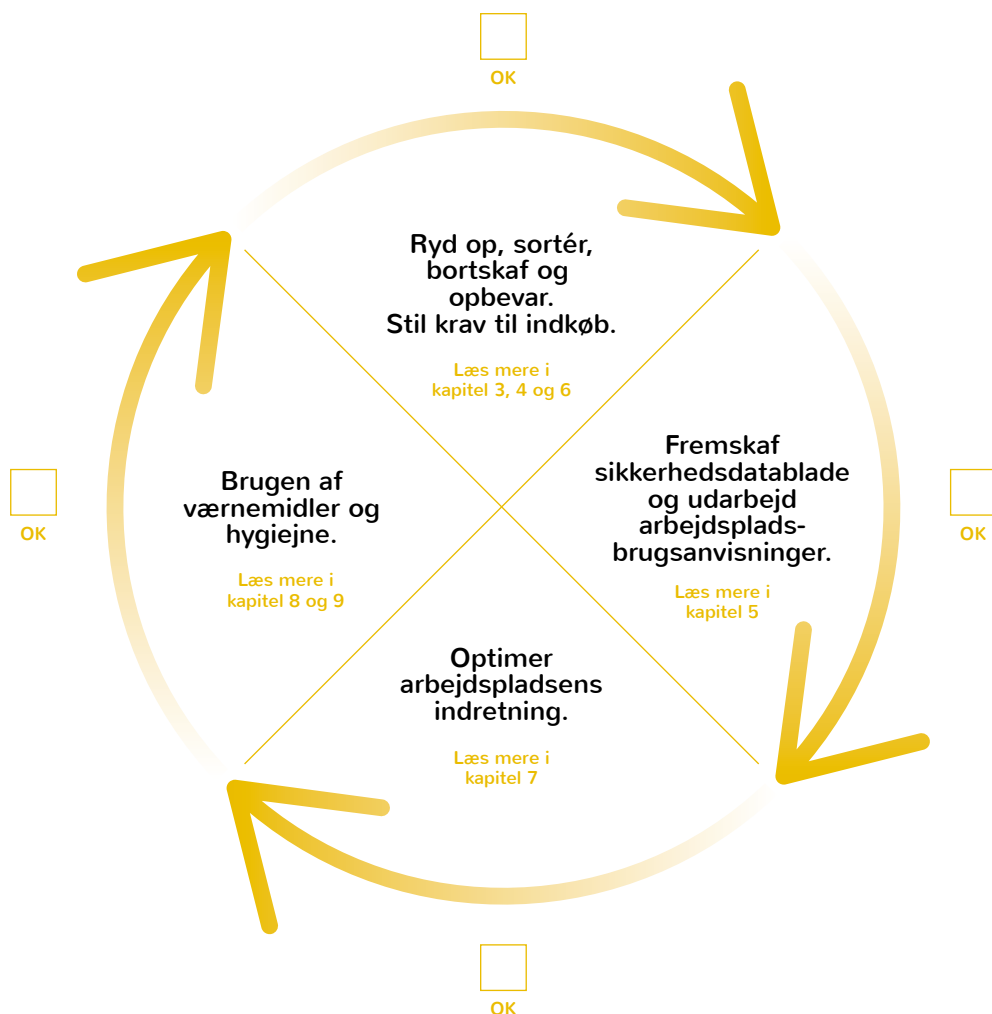 OK
Ryd op, sortér,
bortskaf og
opbevar.
Stil krav til indkøb.
Læs mere i
kapitel 3, 4 og 6
Fremskaf
sikkerhedsdatablade
og udarbejd
arbejdsplads-
brugsanvisninger.
Læs mere i
kapitel 5
OK
Optimer
arbejdspladsens
indretning.
Læs mere i
kapitel 7
OK
Brugen af
værnemidler og
hygiejne.
Læs mere i
kapitel 8 og 9
OK